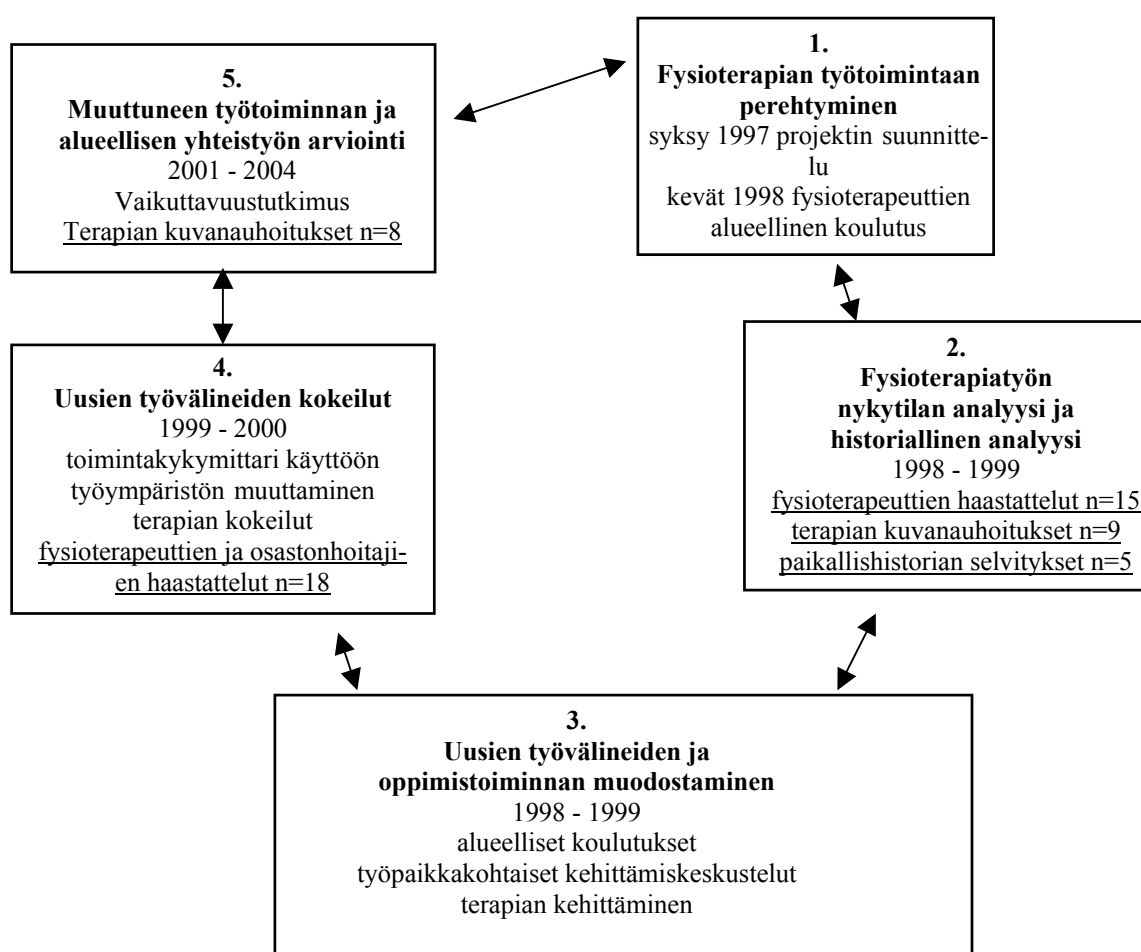 1.
Fysioterapian työtoimintaan
perehtyminen
syksy 1997 projektin suunnitte-
lu
kevät 1998 fysioterapeuttien
alueellinen koulutus
2.
Fysioterapiatyön
nykytilan analyysi ja
historiallinen analyysi
1998 - 1999
fysioterapeuttien haastattelut n=15
terapian kuvanauhoitukset n=9
paikallishistorian selvitykset n=5
3.
Uusien työvälineiden ja
oppimistoiminnan muodostaminen
1998 - 1999
alueelliset koulutukset
työpaikkakohtaiset kehittämiskeskustelut
terapian kehittäminen
4.
Uusien työvälineiden kokeilut
1999 - 2000
toimintakykymittari käyttöön
työympäristön muuttaminen
terapian kokeilut
fysioterapeuttien ja osastonhoitaji-
en haastattelut n=18
5.
Muuttuneen työtoiminnan ja
alueellisen yhteistyön arviointi
2001 - 2004
Vaikuttavuustutkimus
Terapian kuvanauhoitukset n=8